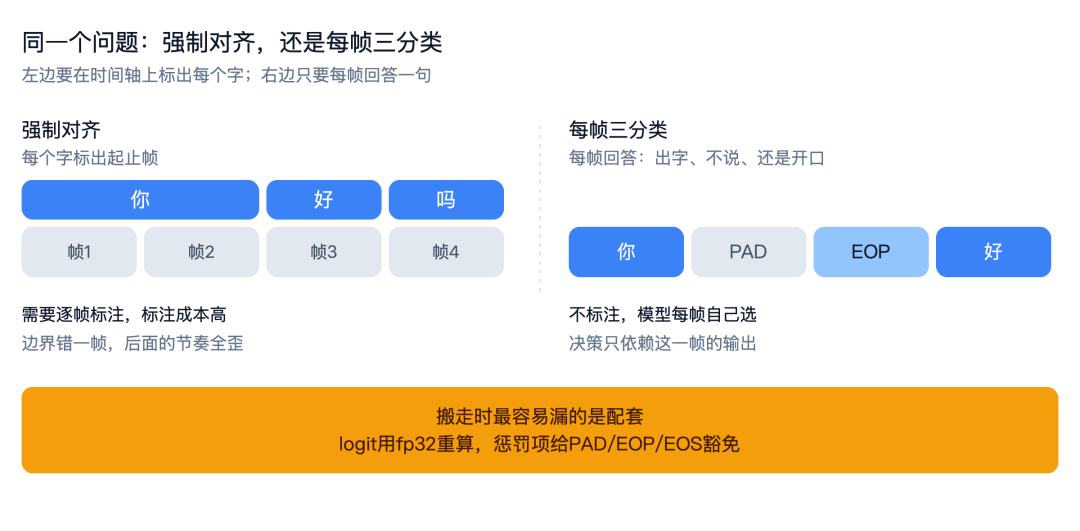 同一个问题：强制对齐，还是每帧三分类
左边要在时间轴上标出每个字；右边只要每帧回答一句
强制对齐
每个字标出起止帧
你 好 吗
帧1 帧2 帧3 帧4
需要逐帧标注，标注成本高
边界错一帧，后面的节奏全歪
每帧三分类
每帧回答：出字、不说、还是开口
你 PAD EOP 好
不标注，模型每帧自己选
决策只依赖这一帧的输出
搬走时最容易漏的是配套
logit用fp32重算，惩罚项给PAD/EOP/EOS豁免